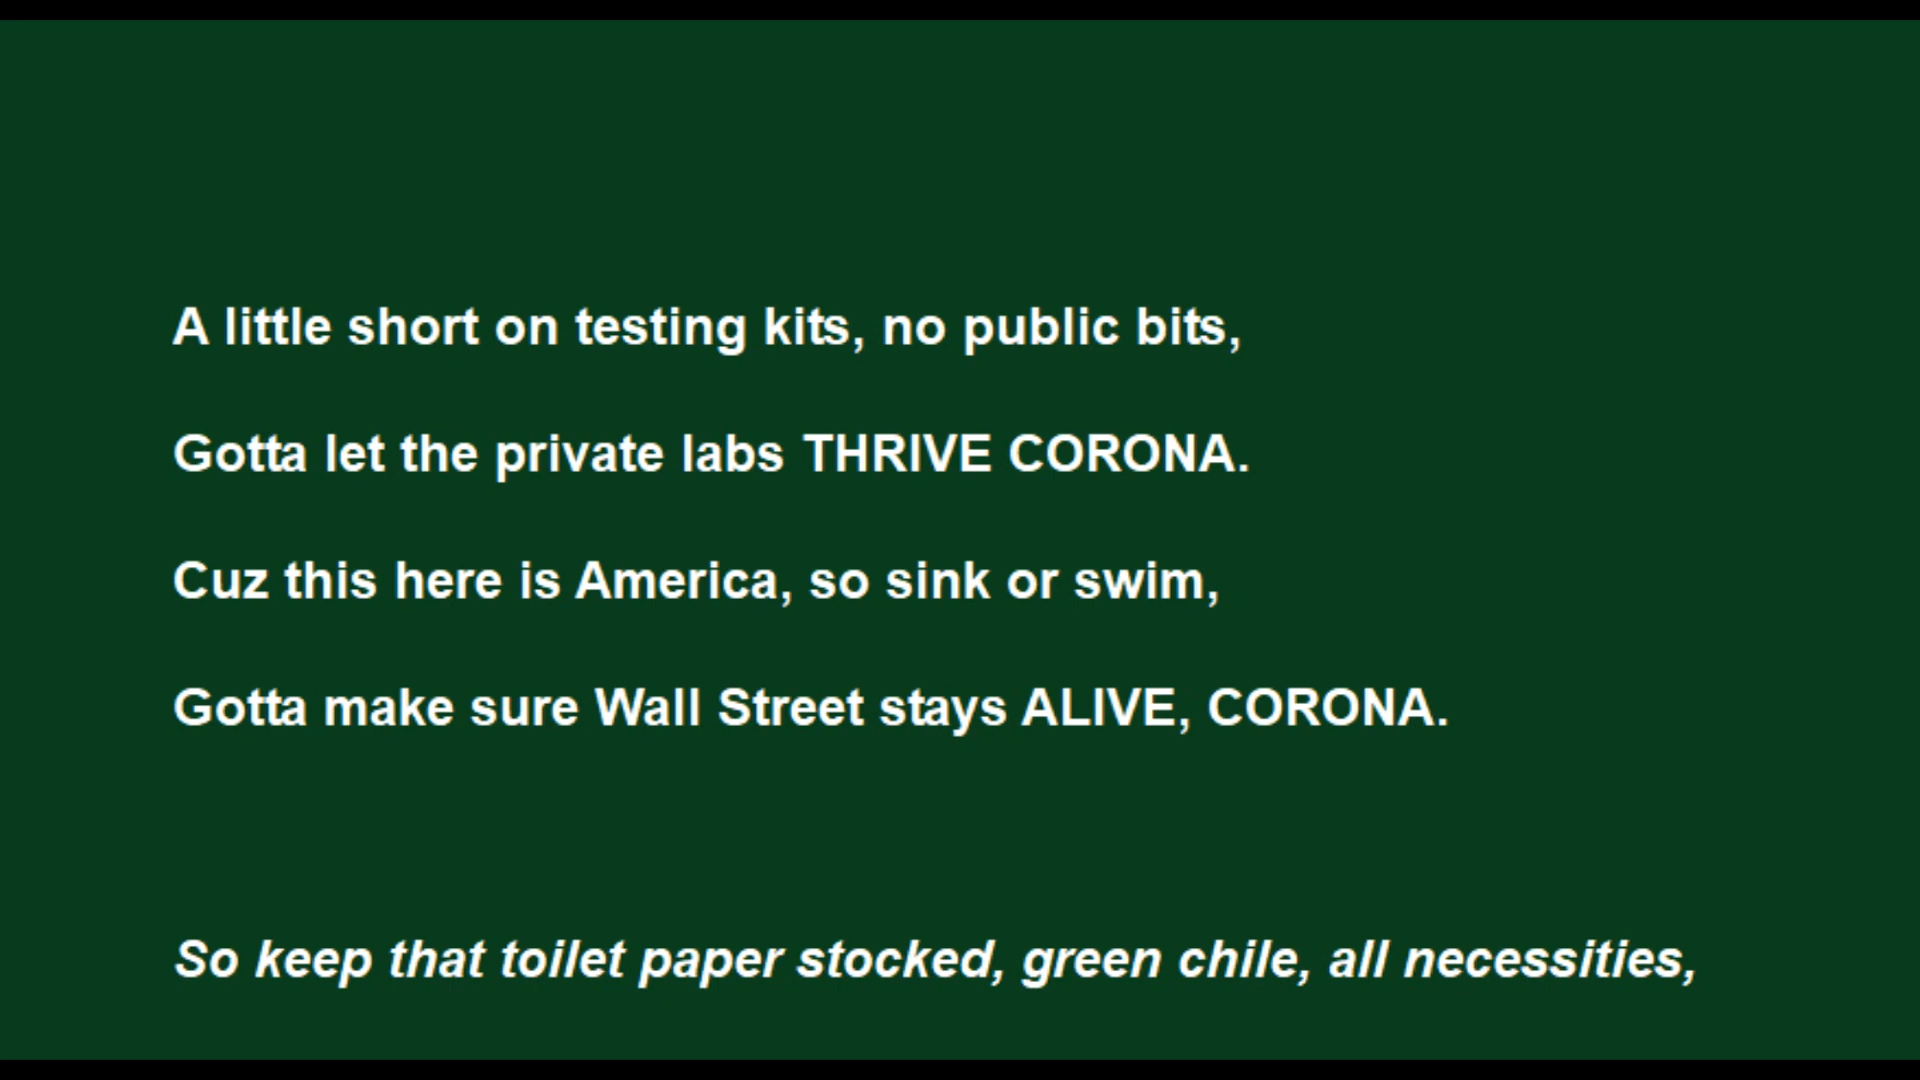 A little short on testing kits, no public bits,
Gotta let the private labs THRIVE CORONA.
Cuz this here is America, so sink or swim,
Gotta make sure Wall Street stays ALIVE, CORONA.
So keep that toilet paper stocked, green chile, all necessities,